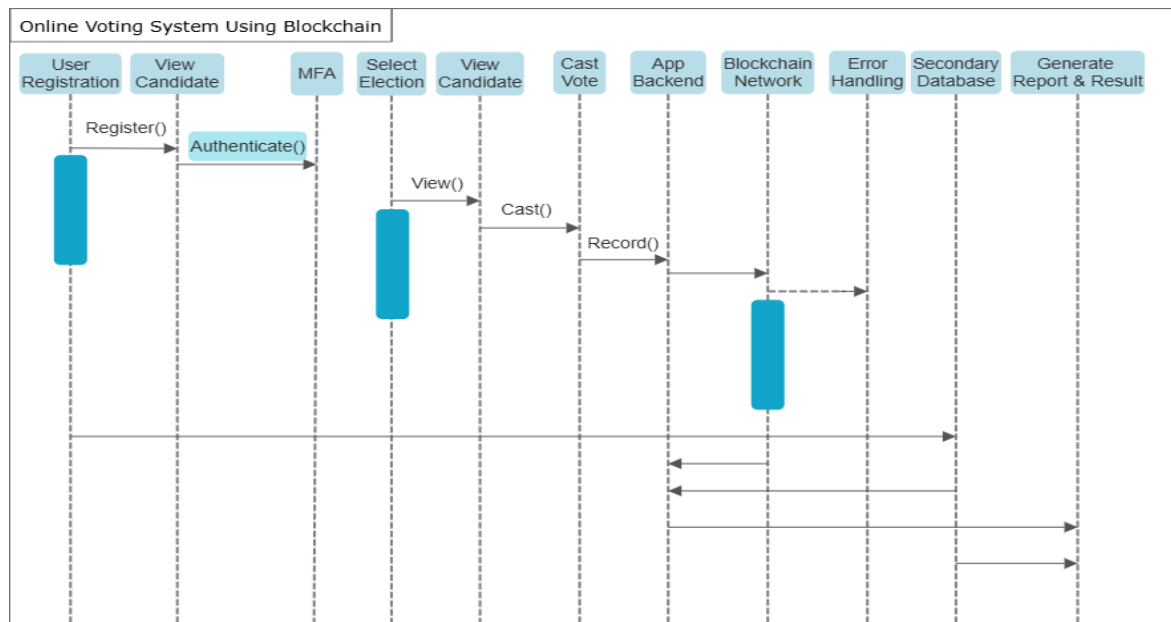 Online Voting System Using Blockchain
User
Registration
View
Candidate
MFA
Select
Election
View
Candidate
Cast
Vote
App
Backend
Blockchain
Network
Error
Handling
Secondary
Database
Generate
Report & Result
Register()
Authenticate()
View()
Cast()
Record()